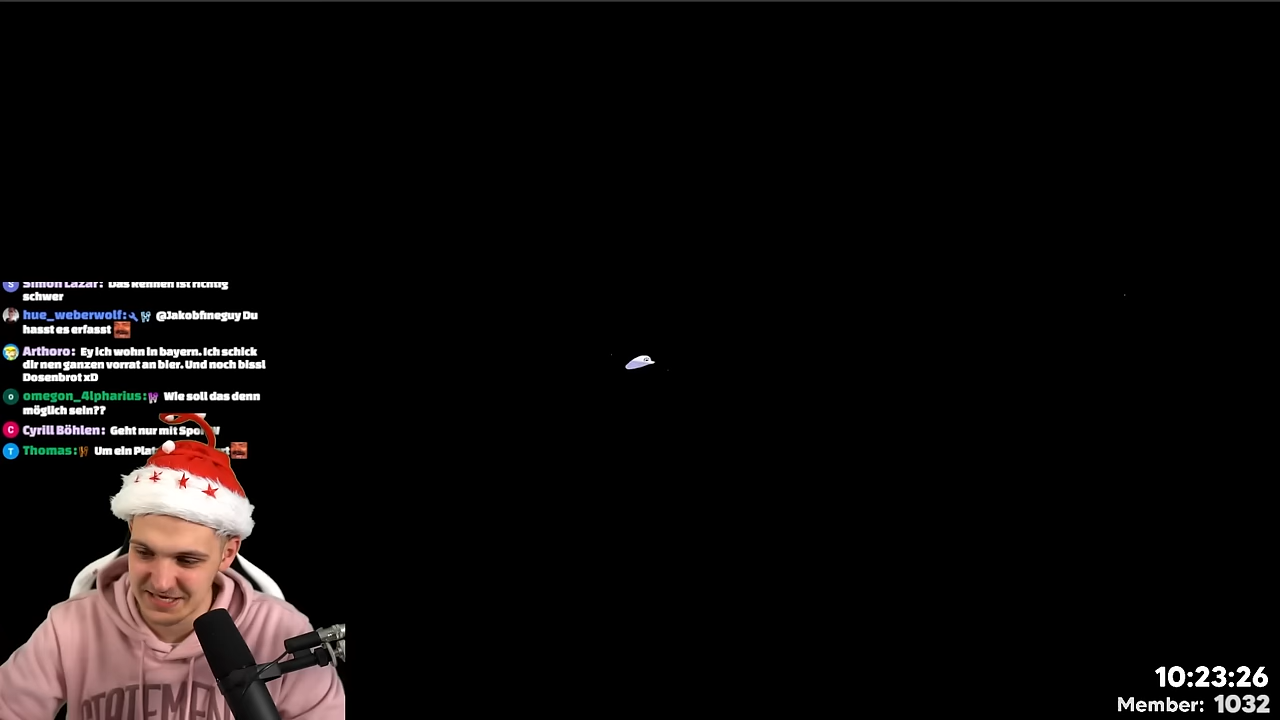 Simon Lazar: Das Rennen ist richtig
schwer
hue_weberwolf: @Jakobfineguy Du
hasst es erfasst
Arthoro: Ey ich wohn in bayern. Ich schick
dir nen ganzen vorrat an bier. Und noch bissl
Dosenbrot xD
omegon_4lpharius: Wie soll das denn
möglich sein??
Cyrill Böhlen: Geht nur mit
Thomas: Um ein
STATEMEN
10:23:26
Member: 1032